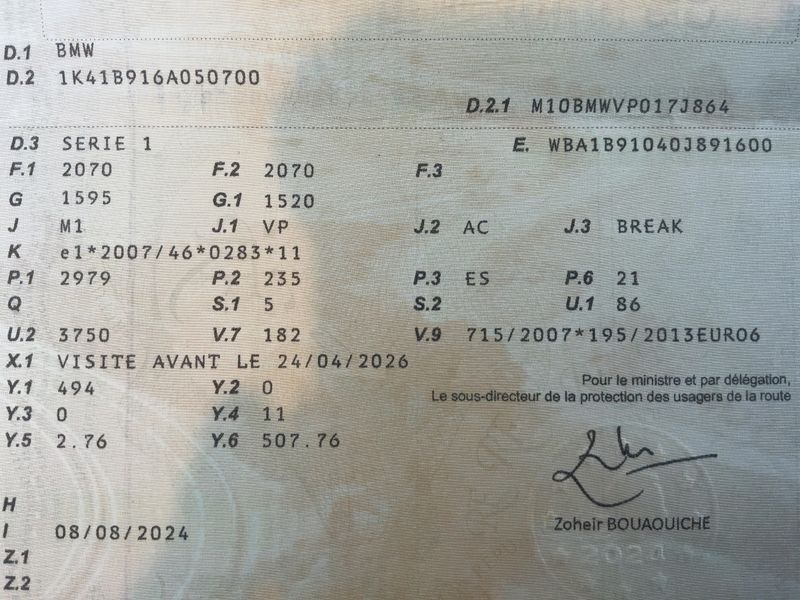 D.1 BMW
D.2 1K41B916A050700
D.2.1 M10BMWVP017J864
D.3 SERIE 1 E. WBA1B91040J891600
F.1 2070 F.2 2070 F.3
G 1595 G.1 1520
J M1 J.1 VP J.2 AC J.3 BREAK
K e1*2007/46*0283*11
P.1 2979 P.2 235 P.3 ES P.6 21
Q S.1 5 S.2 U.1 86
U.2 3750 V.7 182 V.9 715/2007*195/2013EURO6
X.1 VISITE AVANT LE 24/04/2026
Y.1 494 Y.2 0
Pour le ministre et par délégation,
Le sous-directeur de la protection des usagers de la route
Y.3 0 Y.4 11
Y.5 2.76 Y.6 507.76
H
I 08/08/2024
Zoheir BOUAOUICHE
Z.1
Z.2
2024